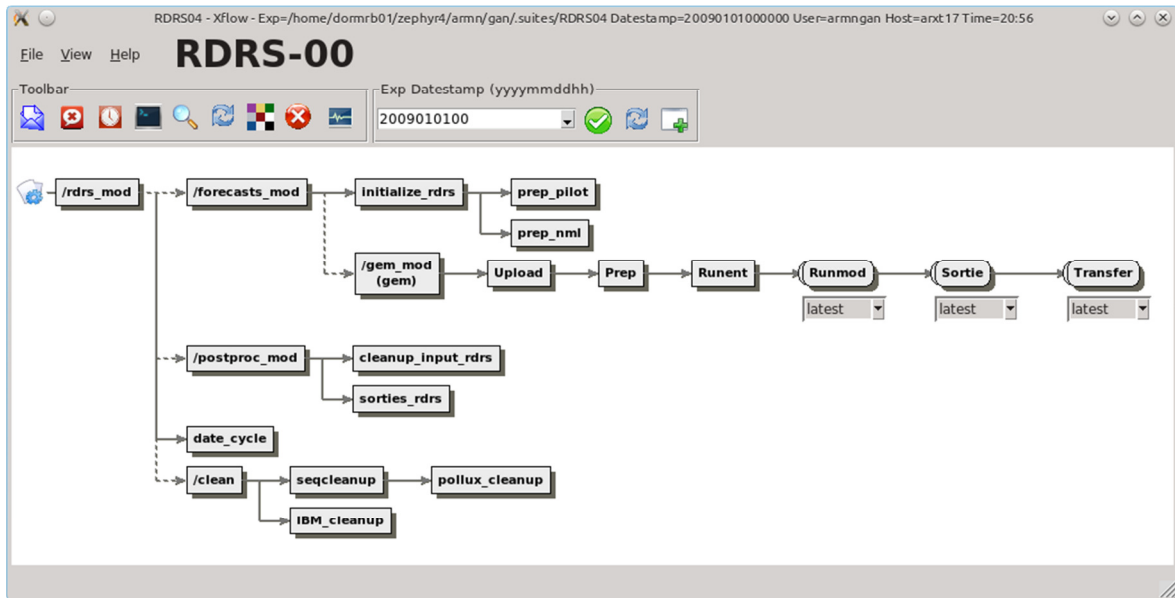 RDRS04 - Xflow - Exp=/home/dormrb01/zephyr4/armn/gan/.suites/RDRS04 Datestamp=20090101000000 User=armngan Host=arxt17 Time=20:56
File View Help RDRS-00
Toolbar Exp Datestamp (yyyymmddhh)
2009010100
/rdrs_mod /forecasts_mod initialize_rdrs prep_pilot
prep_nml
/gem_mod
(gem) Upload Prep Runent Runmod Sortie Transfer
latest latest latest
/postproc_mod cleanup_input_rdrs
sorties_rdrs
date_cycle
/clean seqcleanup pollux_cleanup
IBM_cleanup